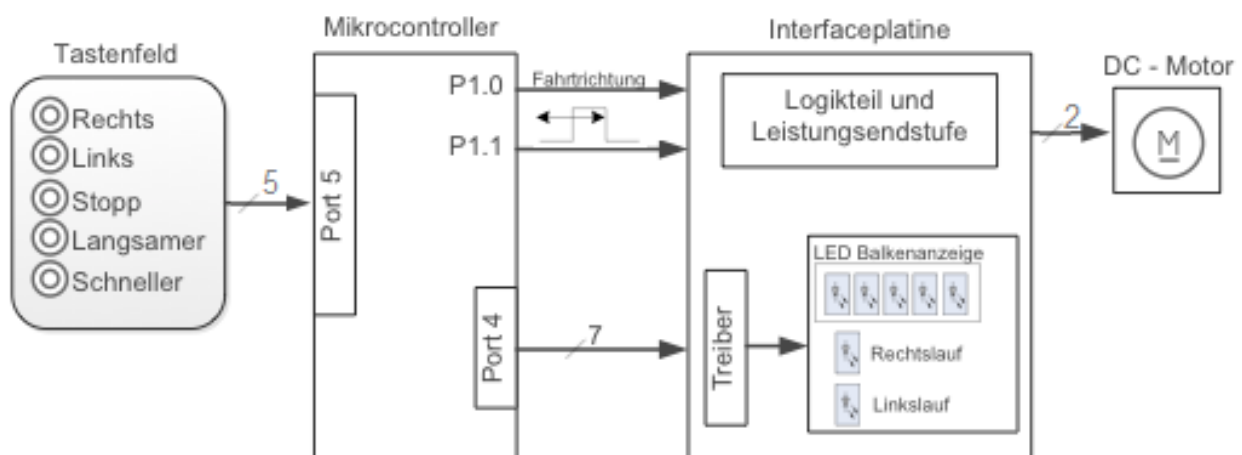 Tastenfeld
Rechts
Links
Stopp
Langsamer
Schneller
5
Mikrocontroller
Port 5
P1.0
P1.1
Port 4
Fahrtrichtung
7
Interfaceplatine
Logikteil und
Leistungsendstufe
Treiber
LED Balkenanzeige
Rechtslauf
Linkslauf
2
DC - Motor
M